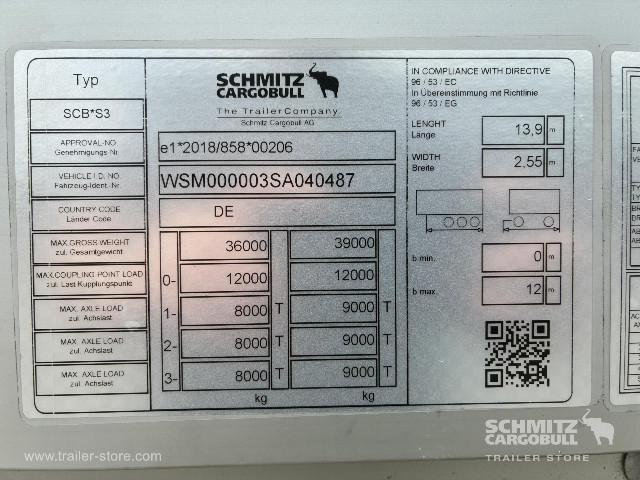 Typ
SCB*S3
APPROVAL-NO
Genehmigungs Nr.
VEHICLE I.D. NO.
Fahrzeug-Ident.-Nr.
COUNTRY CODE
Länder Code
MAX.GROSS WEIGHT
zul. Gesamtgewicht
MAX.COUPLING POINT LOAD
zul. Last Kupplungspunkt
MAX. AXLE LOAD
zul. Achslast
MAX. AXLE LOAD
zul. Achslast
MAX. AXLE LOAD
zul. Achslast
SCHMITZ
CARGOBULL
The TrailerCompany.
Schmitz Cargobull AG
e1*2018/858*00206
WSM000003SA040487
DE
36000 39000
0- 12000 12000
1- 8000 T 9000 T
2- 8000 T 9000 T
3- 8000 T 9000 T
kg kg
IN COMPLIANCE WITH DIRECTIVE
96 / 53 / EC
In Übereinstimmung mit Richtlinie
96 / 53 / EG
LENGHT
Länge
13,9 m
WIDTH
Breite
2,55 m
b min. 0 m
b max. 12 m
www.trailer-store.com
SCHMITZ
CARGOBULL
TRAILER STORE